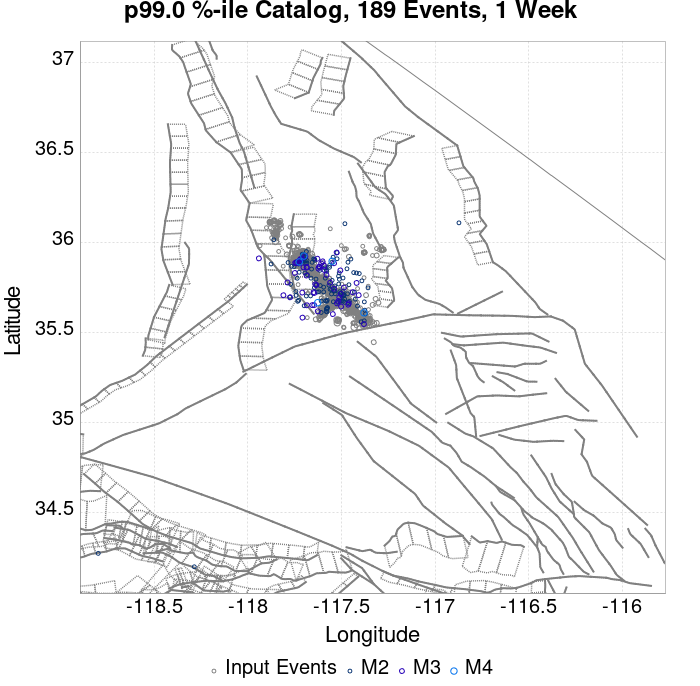 p99.0 %-ile Catalog, 189 Events, 1 Week
37
36.5
36
35.5
35
34.5
Latitude
-118.5 -118 -117.5 -117 -116.5 -116
Longitude
Input Events M2 M3 M4